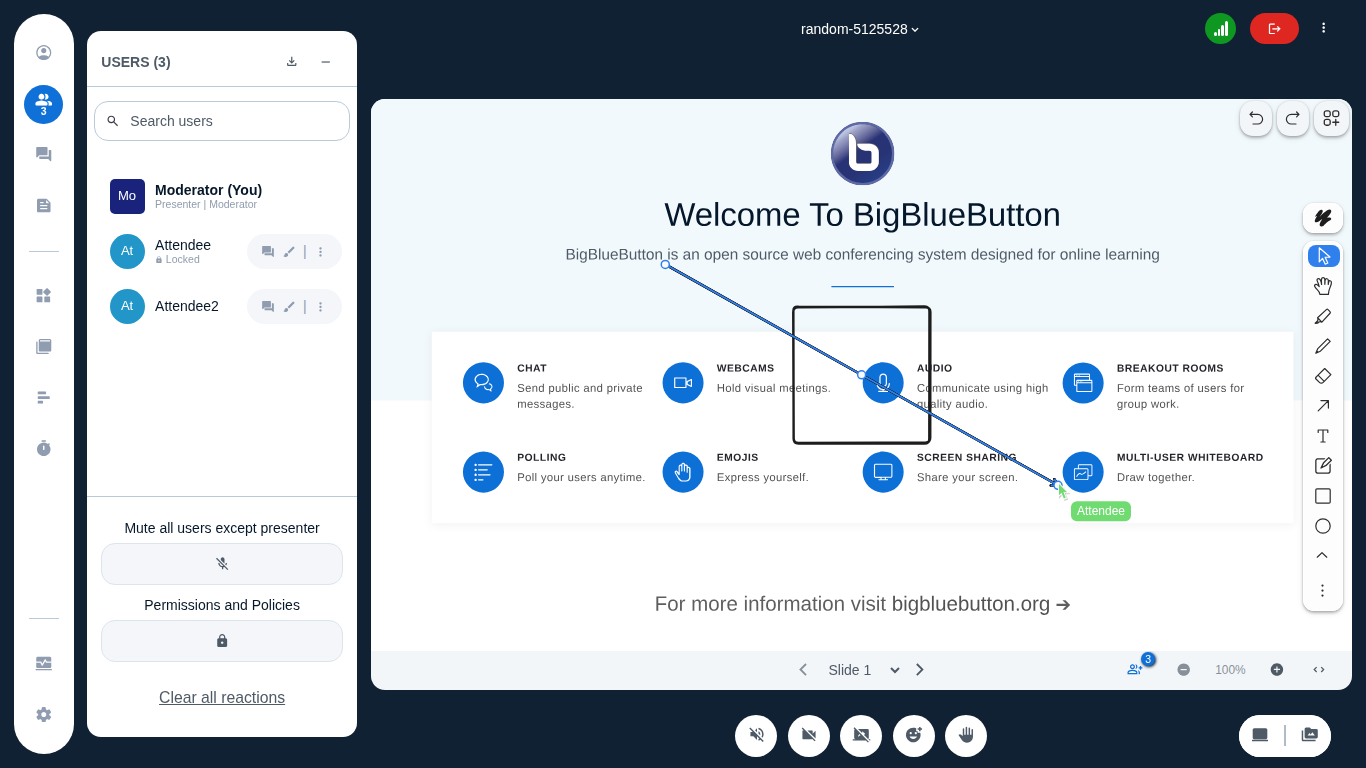 random-5125528
USERS (3)
3
Search users
Mo
Moderator (You)
Presenter | Moderator
At
Attendee
Locked
At
Attendee2
Mute all users except presenter
Permissions and Policies
Clear all reactions
Welcome To BigBlueButton
BigBlueButton is an open source web conferencing system designed for online learning
CHAT
Send public and private
messages.
WEBCAMS
Hold visual meetings.
AUDIO
Communicate using high
quality audio.
BREAKOUT ROOMS
Form teams of users for
group work.
POLLING
Poll your users anytime.
EMOJIS
Express yourself.
SCREEN SHARING
Share your screen.
MULTI-USER WHITEBOARD
Draw together.
Attendee
For more information visit bigbluebutton.org ➔
Slide 1
3
100%